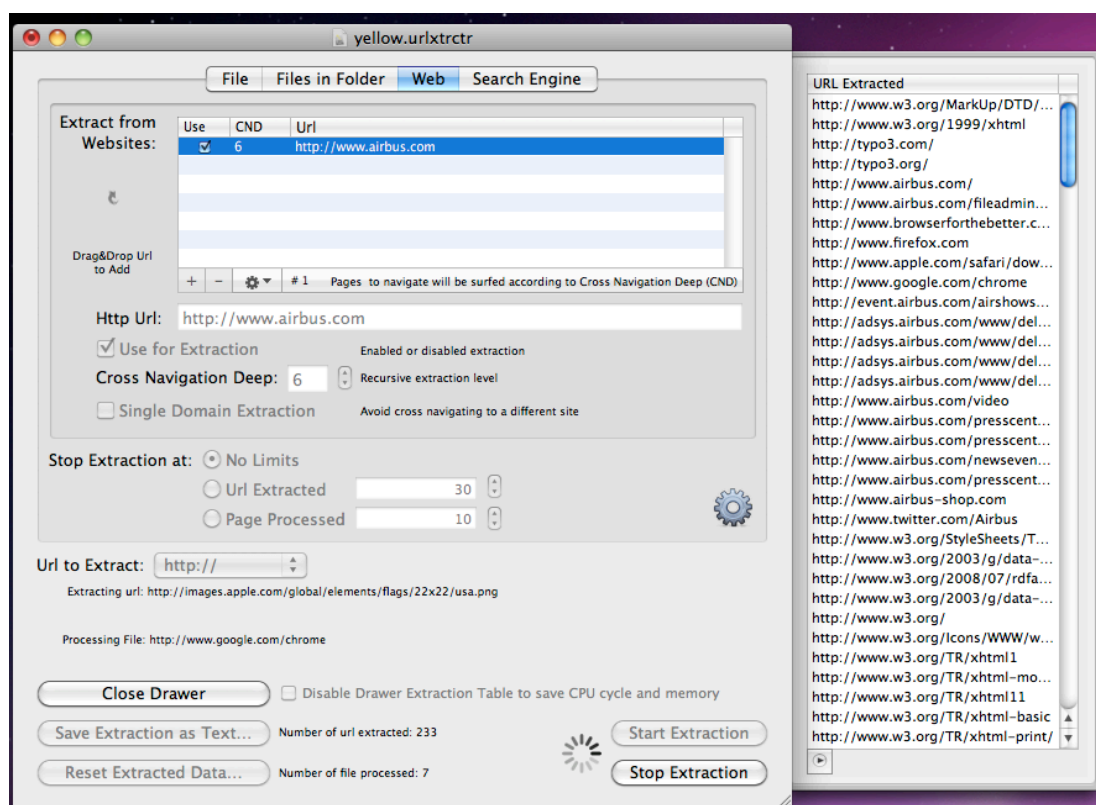 yellow.urlxtrctr
File Files in Folder Web Search Engine
Extract from Websites:
Use CND Url
6 http://www.airbus.com
Drag&Drop Url to Add
+ - # 1 Pages to navigate will be surfed according to Cross Navigation Deep (CND)
Http Url: http://www.airbus.com
Use for Extraction Enabled or disabled extraction
Cross Navigation Deep: 6 Recursive extraction level
Single Domain Extraction Avoid cross navigating to a different site
Stop Extraction at: No Limits
Url Extracted 30
Page Processed 10
Url to Extract: http://
Extracting url: http://images.apple.com/global/elements/flags/22x22/usa.png
Processing File: http://www.google.com/chrome
Close Drawer Disable Drawer Extraction Table to save CPU cycle and memory
Save Extraction as Text... Number of url extracted: 233 Start Extraction
Reset Extracted Data... Number of file processed: 7 Stop Extraction
URL Extracted
http://www.w3.org/MarkUp/DTD/...
http://www.w3.org/1999/xhtml
http://typo3.com/
http://typo3.org/
http://www.airbus.com/
http://www.airbus.com/fileadmin...
http://www.browserforthebetter.c...
http://www.firefox.com
http://www.apple.com/safari/dow...
http://www.google.com/chrome
http://event.airbus.com/airshows...
http://adsys.airbus.com/www/del...
http://adsys.airbus.com/www/del...
http://adsys.airbus.com/www/del...
http://adsys.airbus.com/www/del...
http://www.airbus.com/video
http://www.airbus.com/presscent...
http://www.airbus.com/presscent...
http://www.airbus.com/newseven...
http://www.airbus.com/presscent...
http://www.airbus-shop.com
http://www.twitter.com/Airbus
http://www.w3.org/StyleSheets/T...
http://www.w3.org/2003/g/data-...
http://www.w3.org/2008/07/rdfa...
http://www.w3.org/2003/g/data-...
http://www.w3.org/
http://www.w3.org/Icons/WWW/w...
http://www.w3.org/TR/xhtml1
http://www.w3.org/TR/xhtml-mo...
http://www.w3.org/TR/xhtml11
http://www.w3.org/TR/xhtml-basic
http://www.w3.org/TR/xhtml-print/